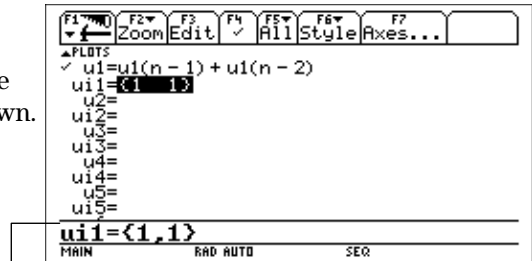 F1 F2 Zoom F3 Edit F4 ✓ F5 All F6 Style F7 Axes...
PLOTS
✓ u1=u1(n - 1) + u1(n - 2)
e
ui1={1 1}
u2=
wn.
ui2=
u3=
ui3=
u4=
ui4=
u5=
ui5=
ui1={1,1}
MAIN RAD AUTO SEQ